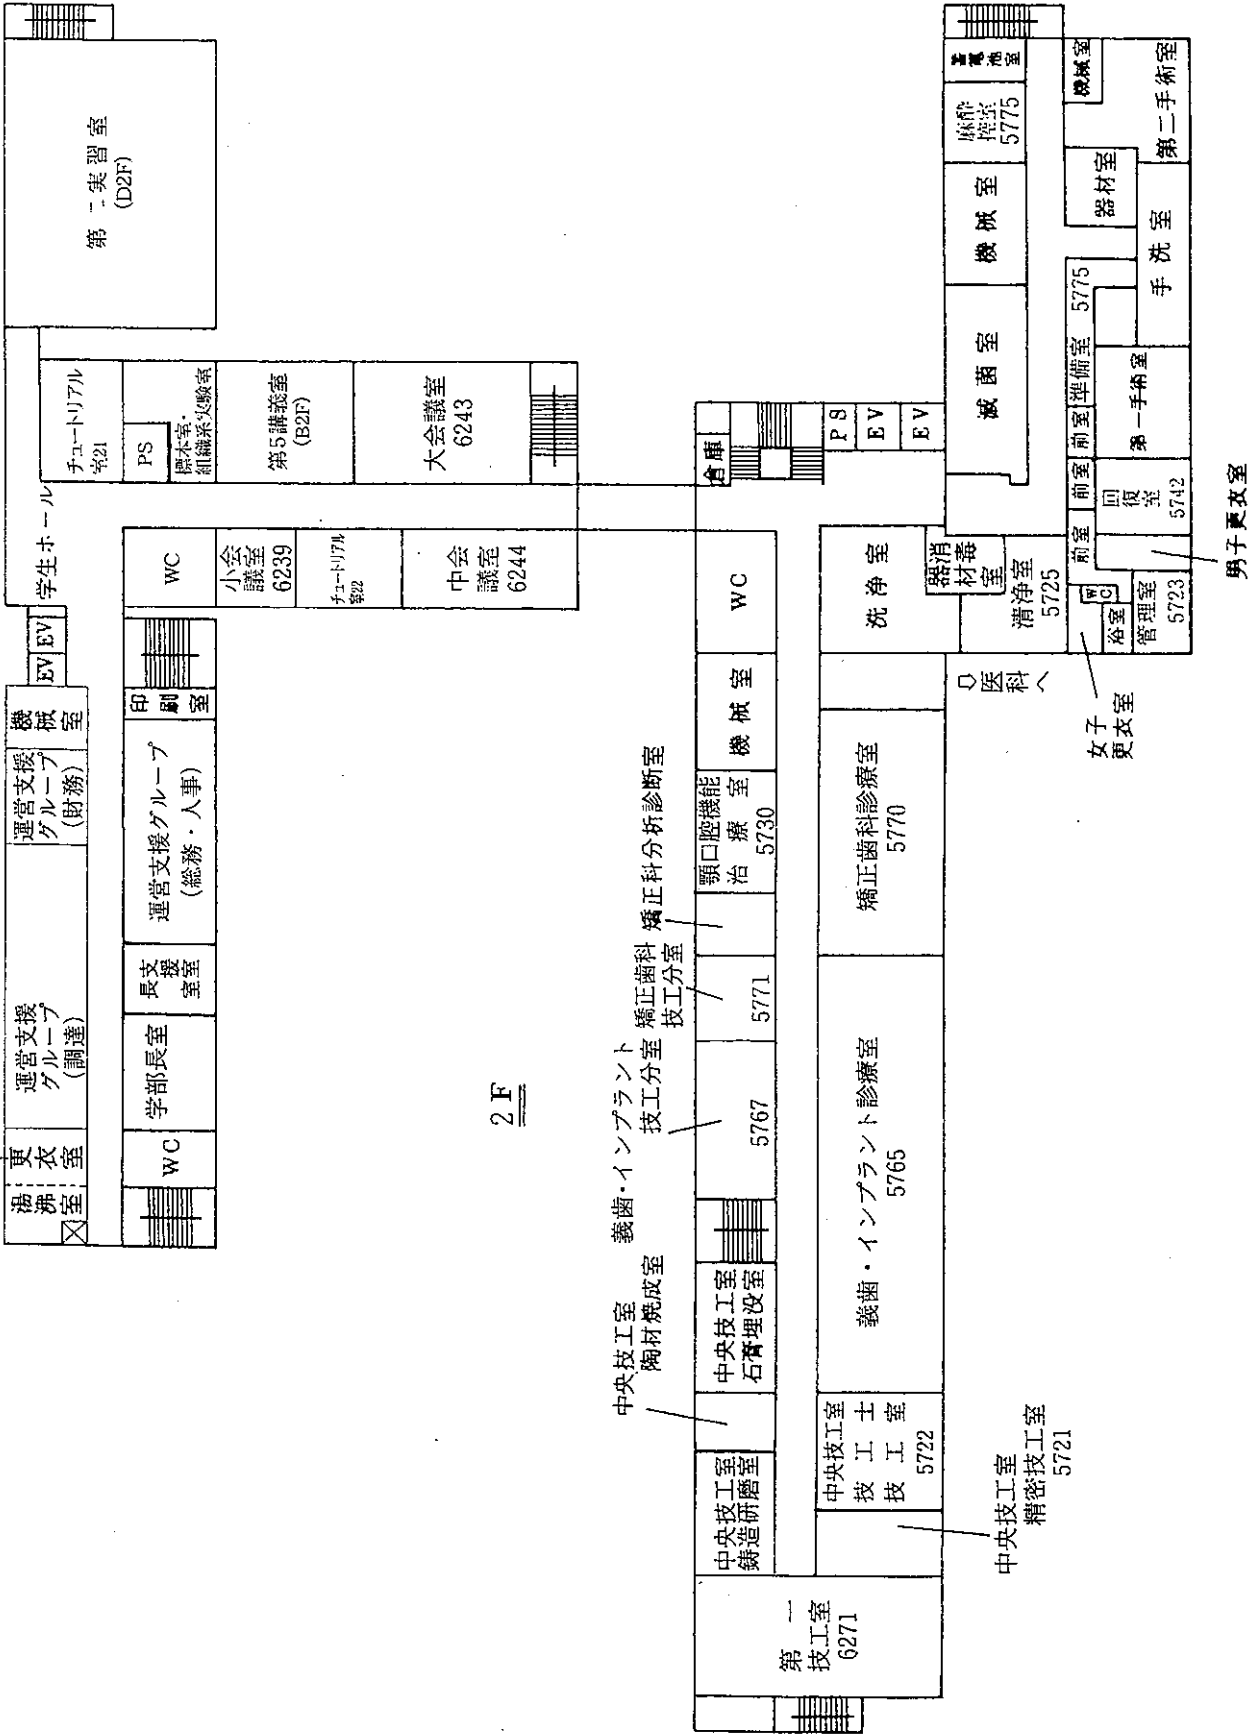 第二実習室
(D2F)
チュートリアル
室21
PS
標本室・
組織系実験室
第5講義室
(B2F)
大会議室
6243
学生ホール
EV
EV
WC
小会
議室
6239
チュートリアル
室22
中会
議室
6244
機械室
運営支援
グループ
(財務)
運営支援
グループ
(調達)
更衣室
湯沸室
印刷室
運営支援グループ
(総務・人事)
長支
援
室室
学部長室
WC
2F
倉庫
PS
EV
EV
WC
機械室
顎口腔機能
治療室
5730
矯正科分析診断室
矯正歯科
技工分室
5771
義歯・インプラント
技工分室
5767
中央技工室
陶材焼成室
中央技工室
石膏埋没室
中央技工室
鋳造研磨室
第一
技工室
6271
中央技工室
精密技工室
5721
中央技工室
技工士
技工室
5722
義歯・インプラント診療室
5765
矯正歯科診療室
5770
医科へ
洗浄室
器消
材毒
室
清浄室
5725
蓄電池室
麻酔
控室
5775
機械室
滅菌室
機械室
第二手術室
器材室
手洗室
準備室 5775
前室
第一手術室
前室
回復室
5742
前室
男子更衣室
WC
浴室
管理室
5723
女子
更衣室